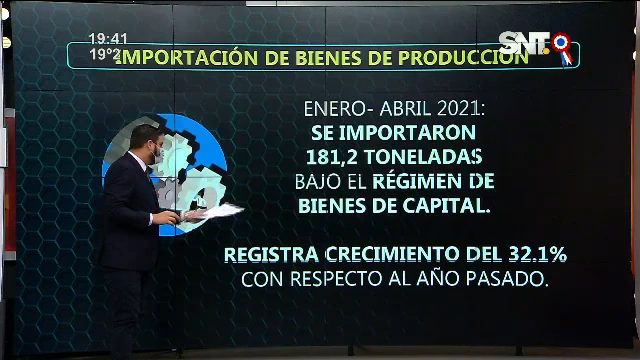 19:41
19°2
IMPORTACIÓN DE BIENES DE PRODUCCIÓN
SNT
ENERO- ABRIL 2021:
SE IMPORTARON
181,2 TONELADAS
BAJO EL RÉGIMEN DE
BIENES DE CAPITAL.
REGISTRA CRECIMIENTO DEL 32.1%
CON RESPECTO AL AÑO PASADO.